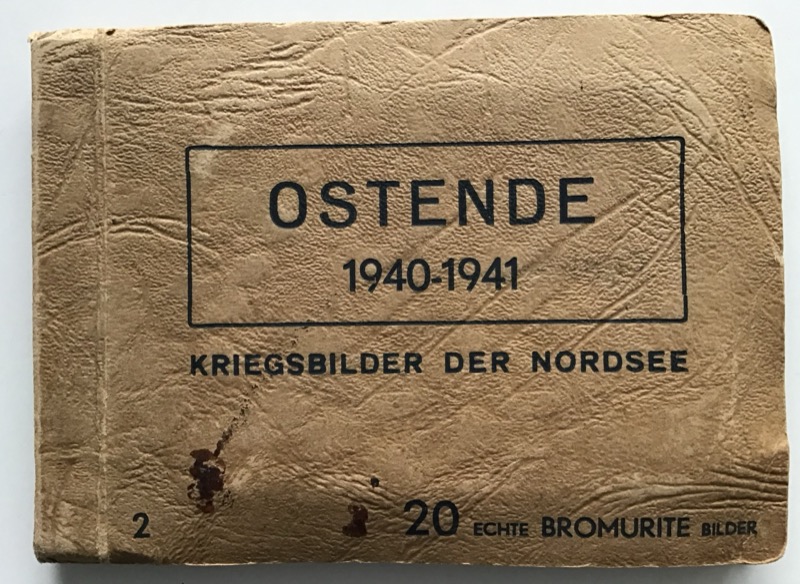 OSTENDE
1940-1941
KRIEGSBILDER DER NORDSEE
2 20 ECHTE BROMURITE BILDER